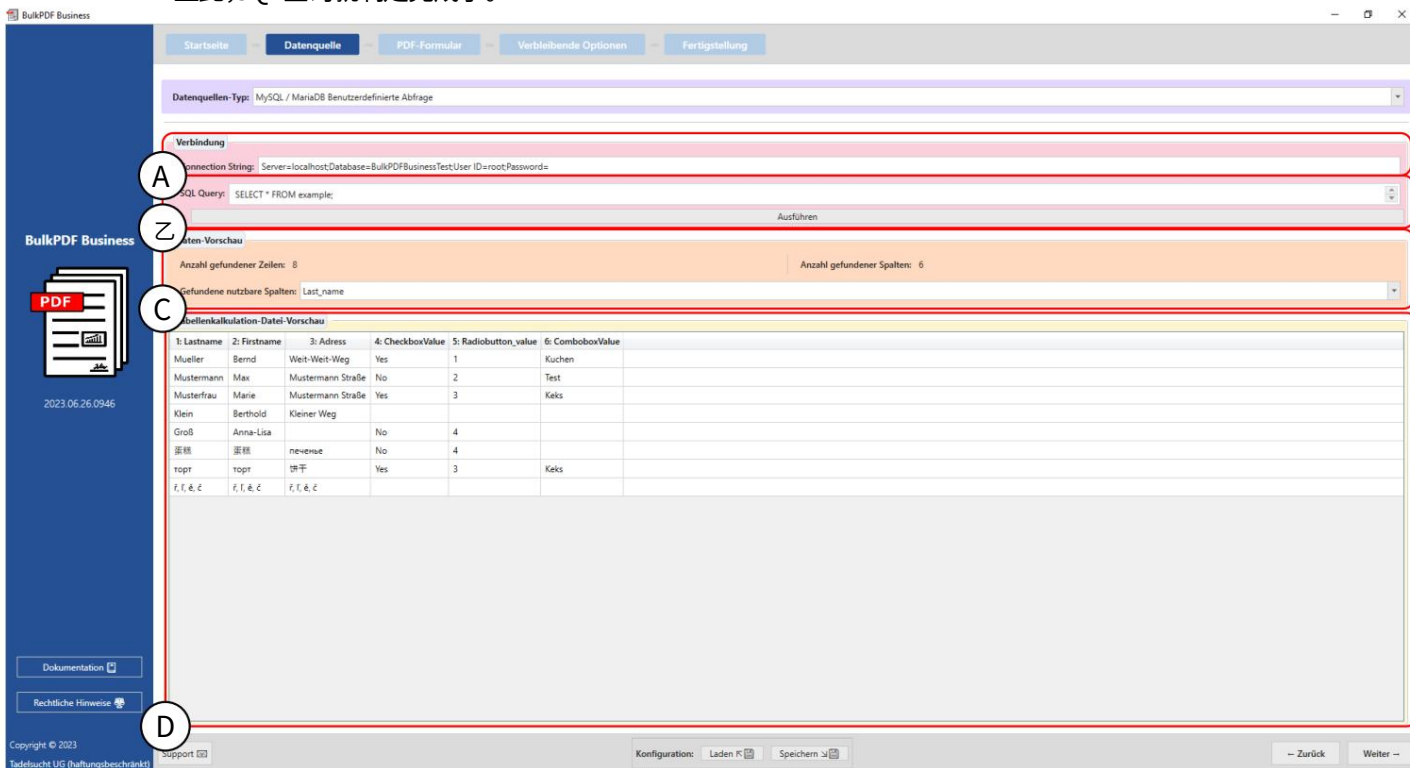 BulkPDF Business
Startseite
Datenquelle
PDF-Formular
Verbleibende Optionen
Fertigstellung
Datenquellen-Typ: MySQL / MariaDB Benutzerdefinierte Abfrage
Verbindung
Connection String: Server=localhost;Database=BulkPDFBusinessTest;User ID=root;Password=
A
SQL Query: SELECT * FROM example;
Ausführen
乙
BulkPDF Business
PDF
2023.06.26.0946
Daten-Vorschau
Anzahl gefundener Zeilen: 8
Anzahl gefundener Spalten: 6
Gefundene nutzbare Spalten: Last_name
C
Tabellenkalkulation-Datei-Vorschau
1: Lastname 2: Firstname 3: Adress 4: CheckboxValue 5: Radiobutton_value 6: ComboboxValue
Mueller Bernd Weit-Weit-Weg Yes 1 Kuchen
Mustermann Max Mustermann Straße No 2 Test
Musterfrau Marie Mustermann Straße Yes 3 Keks
Klein Berthold Kleiner Weg
Groß Anna-Lisa No 4
蛋糕 蛋糕 печенье No 4
торт торт 饼干 Yes 3 Keks
Dokumentation
Rechtliche Hinweise
D
Copyright © 2023
Tadelsucht UG (haftungsbeschränkt)
Support
Konfiguration: Laden Speichern
← Zurück
Weiter →